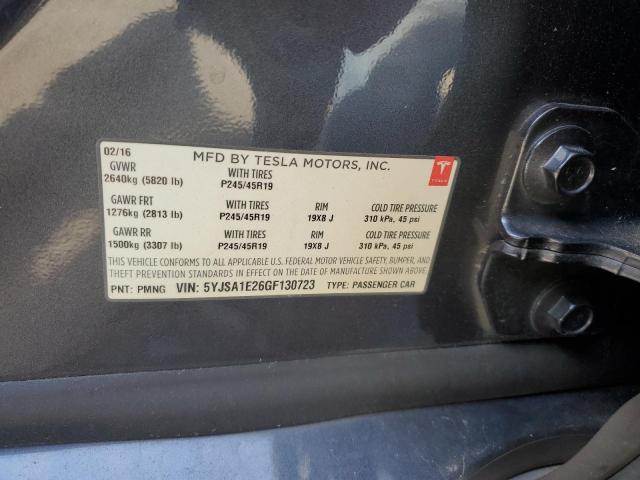 02/16 MFD BY TESLA MOTORS, INC.
GVWR WITH TIRES
2640kg (5820 lb) P245/45R19
TESLA
GAWR FRT WITH TIRES RIM COLD TIRE PRESSURE
1276kg (2813 lb) P245/45R19 19X8 J 310 kPa, 45 psi
GAWR RR WITH TIRES RIM COLD TIRE PRESSURE
1500kg (3307 lb) P245/45R19 19X8 J 310 kPa, 45 psi
THIS VEHICLE CONFORMS TO ALL APPLICABLE U.S. FEDERAL MOTOR VEHICLE SAFETY, BUMPER, AND
THEFT PREVENTION STANDARDS IN EFFECT ON THE DATE OF MANUFACTURE SHOWN ABOVE.
PNT: PMNG VIN: 5YJSA1E26GF130723 TYPE: PASSENGER CAR